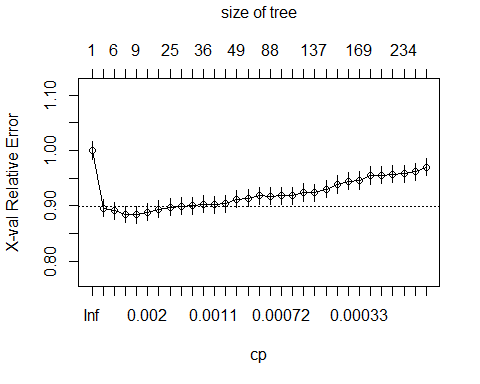 size of tree
1 6 9 25 36 49 88 137 169 234
X-val Relative Error
1.10
1.00
0.90
0.80
Inf 0.002 0.0011 0.00072 0.00033
cp